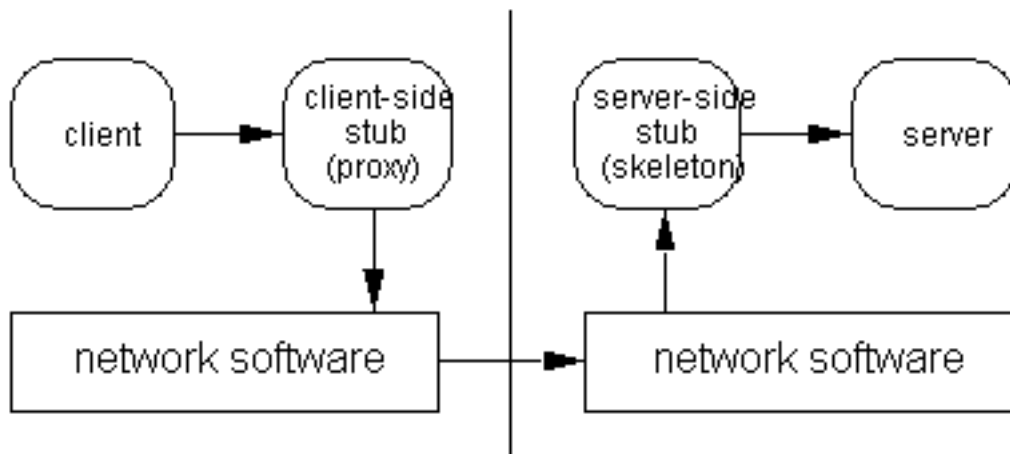 client
client-side
stub
(proxy)
server-side
stub
(skeleton)
server
network software
network software